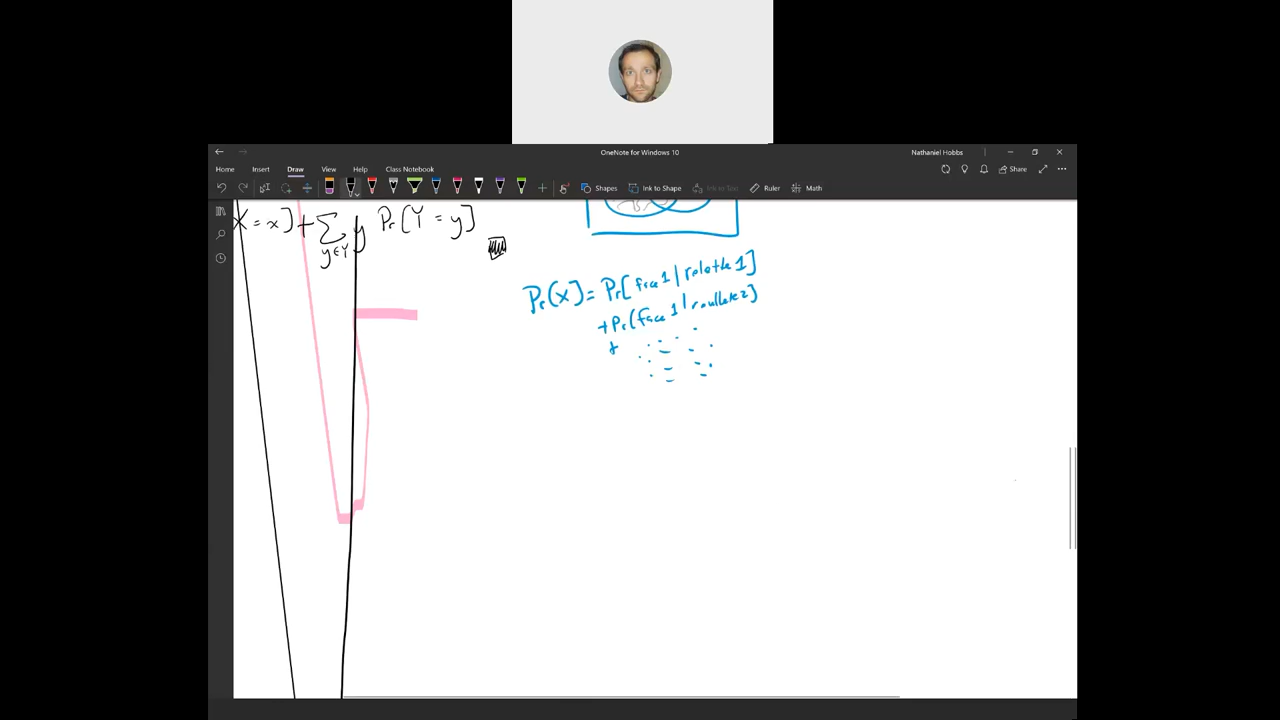 OneNote for Windows 10
Nathaniel Hobbs
Home Insert Draw View Help Class Notebook
Share
Shapes Ink to Shape Ink to Text Ruler Math
X = x] + ∑ y Pr[Y = y]
y∈Y
Pr[X] = Pr[face 1 | roulette 1]
+ Pr[face 1 | roullete 2]
+